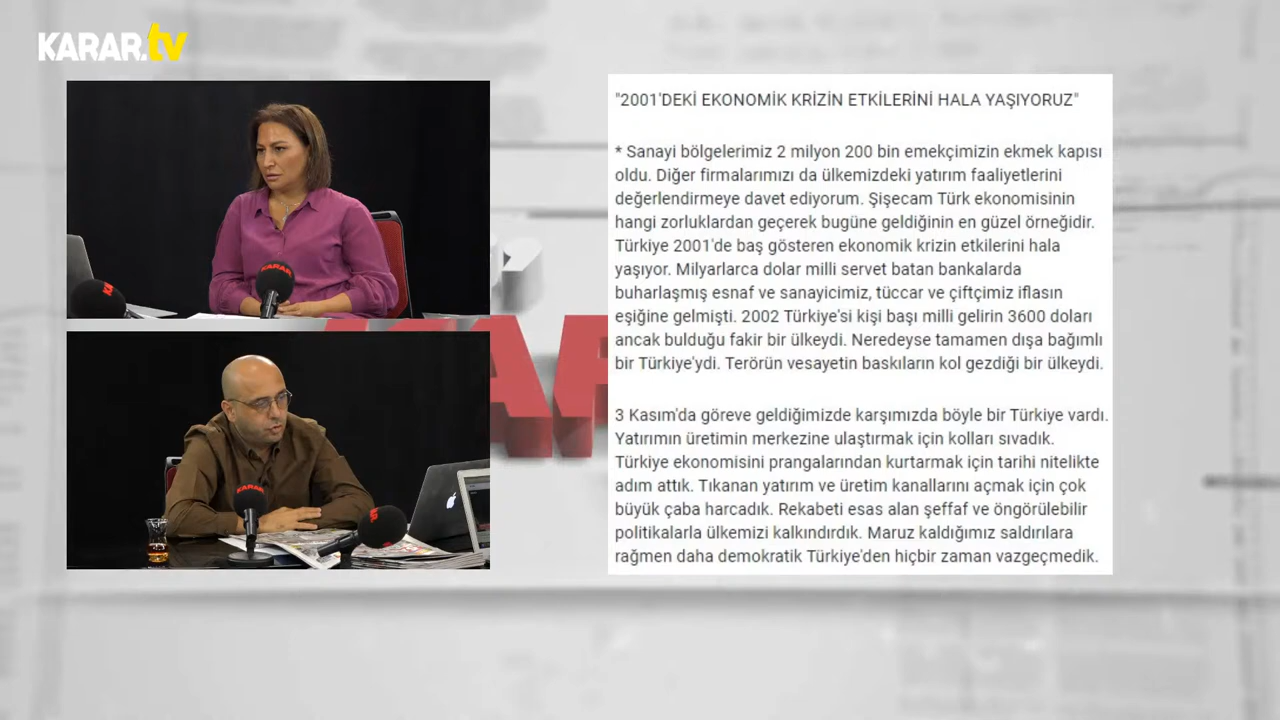 KARAR.tv
"2001'DEKİ EKONOMİK KRİZİN ETKİLERİNİ HALA YAŞIYORUZ"
* Sanayi bölgelerimiz 2 milyon 200 bin emekçimizin ekmek kapısı
oldu. Diğer firmalarımızı da ülkemizdeki yatırım faaliyetlerini
değerlendirmeye davet ediyorum. Şişecam Türk ekonomisinin
hangi zorluklardan geçerek bugüne geldiğinin en güzel örneğidir.
Türkiye 2001'de baş gösteren ekonomik krizin etkilerini hala
yaşıyor. Milyarlarca dolar milli servet batan bankalarda
buharlaşmış esnaf ve sanayicimiz, tüccar ve çiftçimiz iflasın
eşiğine gelmişti. 2002 Türkiye'si kişi başı milli gelirin 3600 doları
ancak bulduğu fakir bir ülkeydi. Neredeyse tamamen dışa bağımlı
bir Türkiye'ydi. Terörün vesayetin baskıların kol gezdiği bir ülkeydi.
3 Kasım'da göreve geldiğimizde karşımızda böyle bir Türkiye vardı.
Yatırımın üretimin merkezine ulaştırmak için kolları sıvadık.
Türkiye ekonomisini prangalarından kurtarmak için tarihi nitelikte
adım attık. Tıkanan yatırım ve üretim kanallarını açmak için çok
büyük çaba harcadık. Rekabeti esas alan şeffaf ve öngörülebilir
politikalarla ülkemizi kalkındırdık. Maruz kaldığımız saldırılara
rağmen daha demokratik Türkiye'den hiçbir zaman vazgeçmedik.
KARAR
KARAR